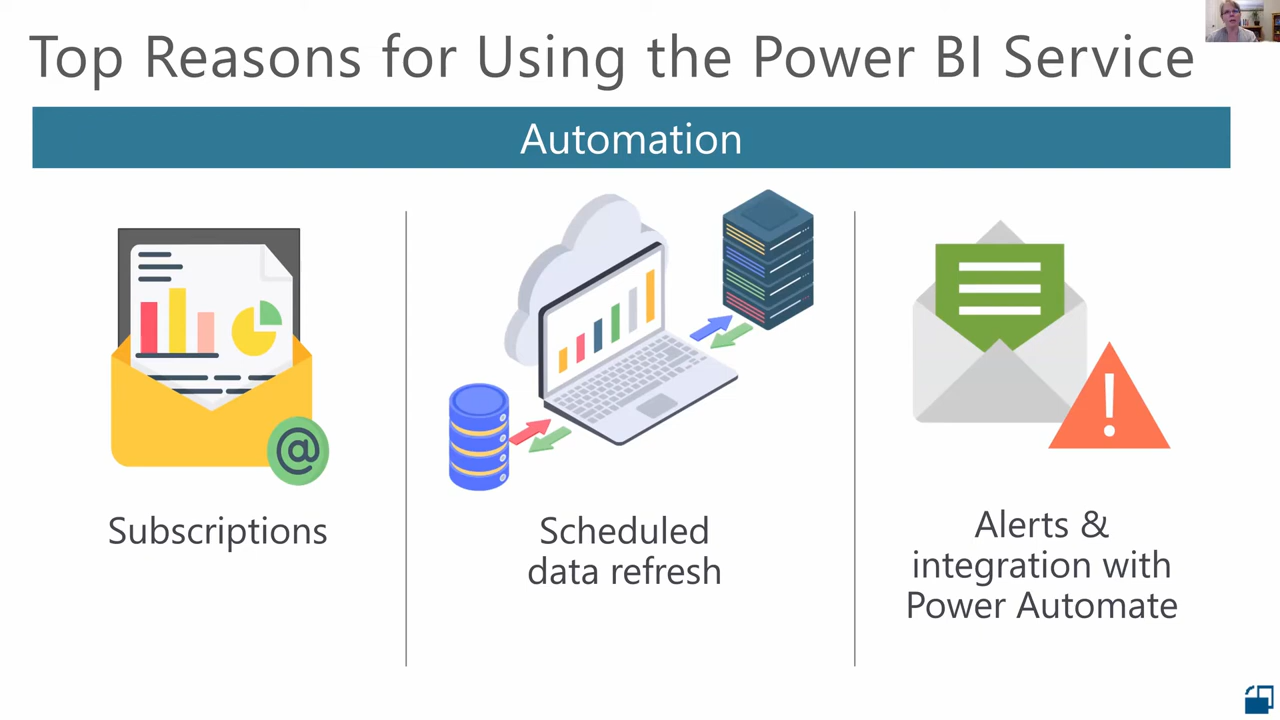 Top Reasons for Using the Power BI Service
Automation
@
Subscriptions
Scheduled
data refresh
!
Alerts &
integration with
Power Automate